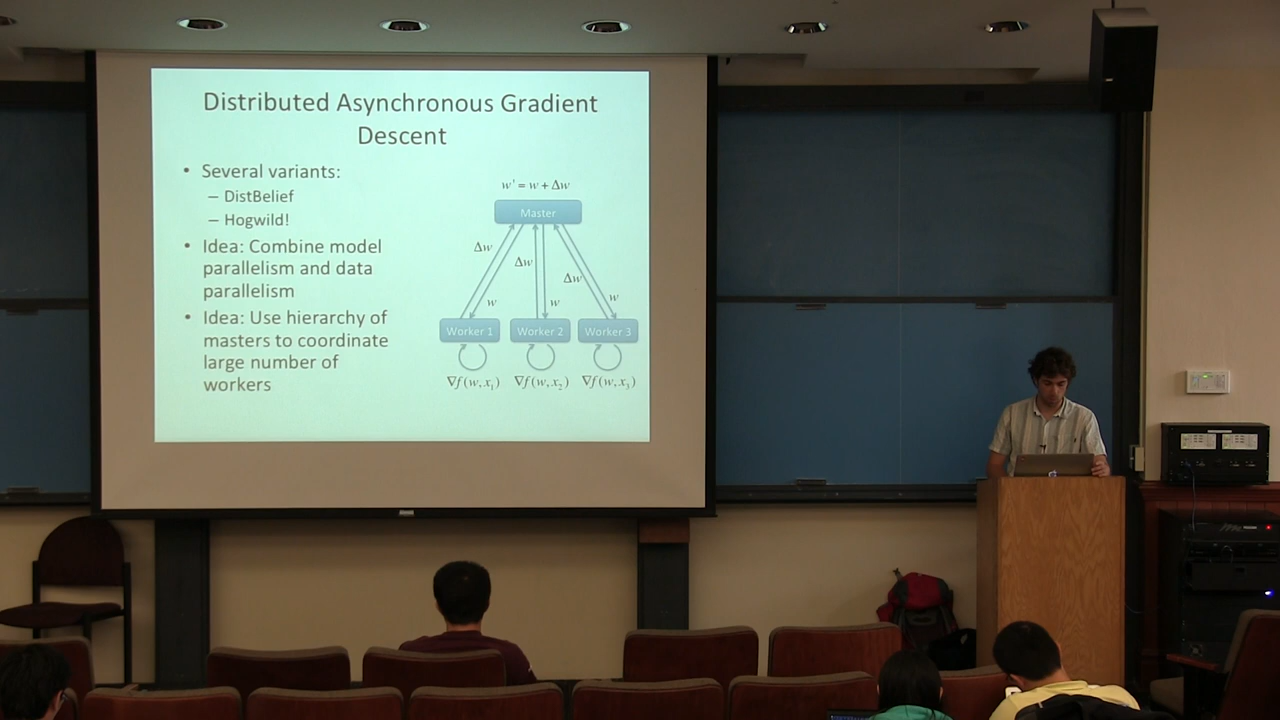 Distributed Asynchronous Gradient
Descent
• Several variants:
– DistBelief
– Hogwild!
• Idea: Combine model
parallelism and data
parallelism
• Idea: Use hierarchy of
masters to coordinate
large number of
workers
w' = w + Δw
Master
Δw
Δw
Δw
w
w
w
Worker 1
Worker 2
Worker 3
∇f(w,x₁)
∇f(w,x₂)
∇f(w,x₃)